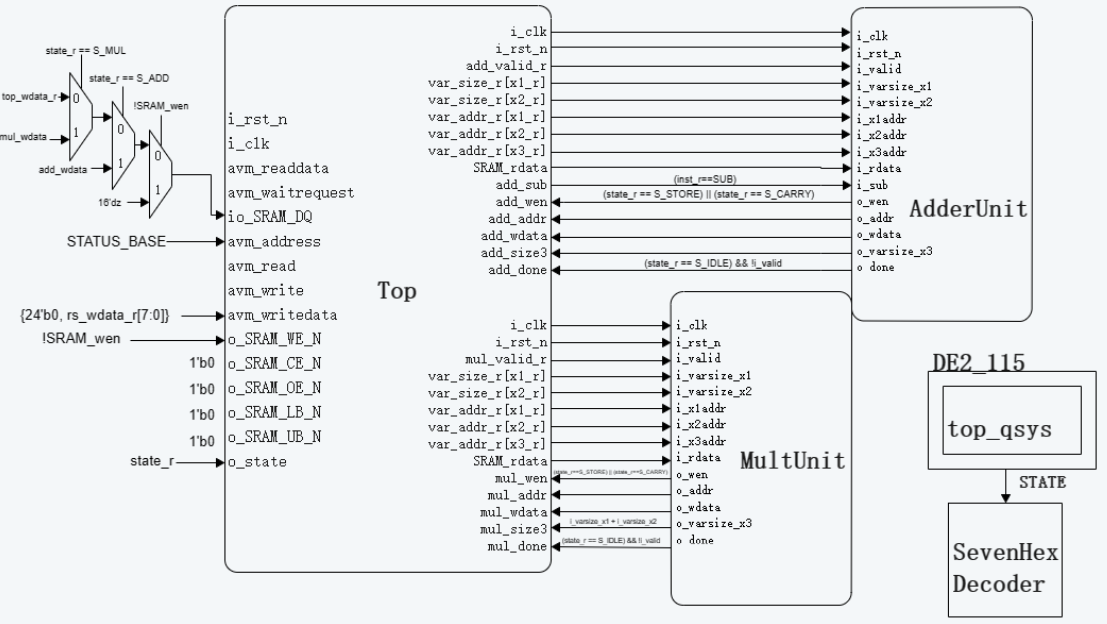 state_r == S_MUL
state_r == S_ADD
!SRAM_wen
top_wdata_r
0
1
mul_wdata
0
1
add_wdata
0
1
16'dz
STATUS_BASE
{24'b0, rs_wdata_r[7:0]}
!SRAM_wen
1'b0
1'b0
1'b0
1'b0
state_r
i_rst_n
i_clk
avm_readdata
avm_waitrequest
io_SRAM_DQ
avm_address
avm_read
avm_write
avm_writedata
o_SRAM_WE_N
o_SRAM_CE_N
o_SRAM_OE_N
o_SRAM_LB_N
o_SRAM_UB_N
o_state
Top
i_clk
i_rst_n
add_valid_r
var_size_r[x1_r]
var_size_r[x2_r]
var_addr_r[x1_r]
var_addr_r[x2_r]
var_addr_r[x3_r]
SRAM_rdata
add_sub
add_wen
add_addr
add_wdata
add_size3
add_done
(inst_r==SUB)
(state_r == S_STORE) || (state_r == S_CARRY)
(state_r == S_IDLE) && !i_valid
i_clk
i_rst_n
i_valid
i_varsize_x1
i_varsize_x2
i_x1addr
i_x2addr
i_x3addr
i_rdata
i_sub
o_wen
o_addr
o_wdata
o_varsize_x3
o done
AdderUnit
i_clk
i_rst_n
mul_valid_r
var_size_r[x1_r]
var_size_r[x2_r]
var_addr_r[x1_r]
var_addr_r[x2_r]
var_addr_r[x3_r]
SRAM_rdata
mul_wen
mul_addr
mul_wdata
mul_size3
mul_done
(state_r==S_STORE) || (state_r==S_CARRY)
i_varsize_x1 + i_varsize_x2
(state_r == S_IDLE) && !i_valid
i_clk
i_rst_n
i_valid
i_varsize_x1
i_varsize_x2
i_x1addr
i_x2addr
i_x3addr
i_rdata
o_wen
o_addr
o_wdata
o_varsize_x3
o done
MultUnit
DE2_115
top_qsys
STATE
SevenHex
Decoder